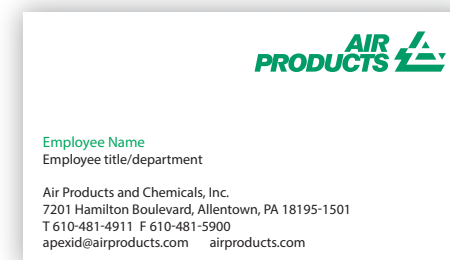 AIR
PRODUCTS
Employee Name
Employee title/department
Air Products and Chemicals, Inc.
7201 Hamilton Boulevard, Allentown, PA 18195-1501
T 610-481-4911 F 610-481-5900
apexid@airproducts.com airproducts.com